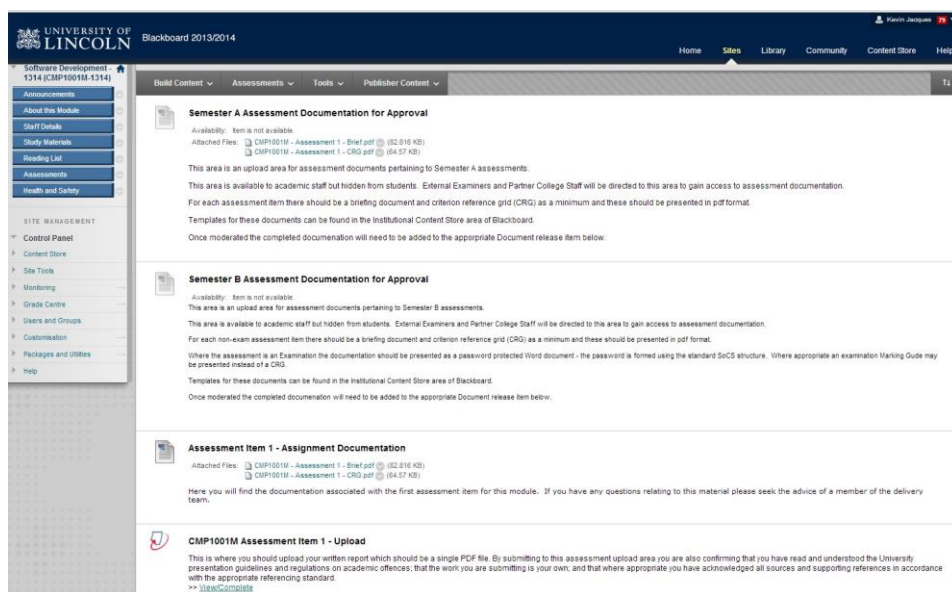 Kevin Jacques 79
UNIVERSITY OF
LINCOLN
Blackboard 2013/2014
Home Sites Library Community Content Store Help
Software Development -
1314 (CMP1001M-1314)
Announcements
About this Module
Staff Details
Study Materials
Reading List
Assessments
Health and Safety
SITE MANAGEMENT
Control Panel
Content Store
Site Tools
Monitoring
Grade Centre
Users and Groups
Customisation
Packages and Utilities
Help
Build Content Assessments Tools Publisher Content
Semester A Assessment Documentation for Approval
Availability: Item is not available.
Attached Files: CMP1001M - Assessment 1 - Brief.pdf (82.816 KB)
CMP1001M - Assessment 1 - CRG.pdf (64.57 KB)
This area is an upload area for assessment documents pertaining to Semester A assessments.
This area is available to academic staff but hidden from students. External Examiners and Partner College Staff will be directed to this area to gain access to assessment documentation.
For each assessment item there should be a briefing document and criterion reference grid (CRG) as a minimum and these should be presented in pdf format.
Templates for these documents can be found in the Institutional Content Store area of Blackboard.
Once moderated the completed documenation will need to be added to the apporpriate Document release item below.
Semester B Assessment Documentation for Approval
Availability: Item is not available.
This area is an upload area for assessment documents pertaining to Semester B assessments.
This area is available to academic staff but hidden from students. External Examiners and Partner College Staff will be directed to this area to gain access to assessment documentation.
For each non-exam assessment item there should be a briefing document and criterion reference grid (CRG) as a minimum and these should be presented in pdf format.
Where the assessment is an Examination the documentation should be presented as a password protected Word document - the password is formed using the standard SoCS structure. Where appropriate an examination Marking Gude may
be presented instead of a CRG.
Templates for these documents can be found in the Institutional Content Store area of Blackboard.
Once moderated the completed documenation will need to be added to the apporpriate Document release item below.
Assessment Item 1 - Assignment Documentation
Attached Files: CMP1001M - Assessment 1 - Brief.pdf (82.816 KB)
CMP1001M - Assessment 1 - CRG.pdf (64.57 KB)
Here you will find the documentation associated with the first assessment item for this module. If you have any questions relating to this material please seek the advice of a member of the delivery
team.
CMP1001M Assessment Item 1 - Upload
This is where you should upload your written report which should be a single PDF file. By submitting to this assessment upload area you are also confirming that you have read and understood the University
presentation guidelines and regulations on academic offences; that the work you are submitting is your own; and that where appropriate you have acknowledged all sources and supporting references in accordance
with the appropriate referencing standard.
>> View/Complete